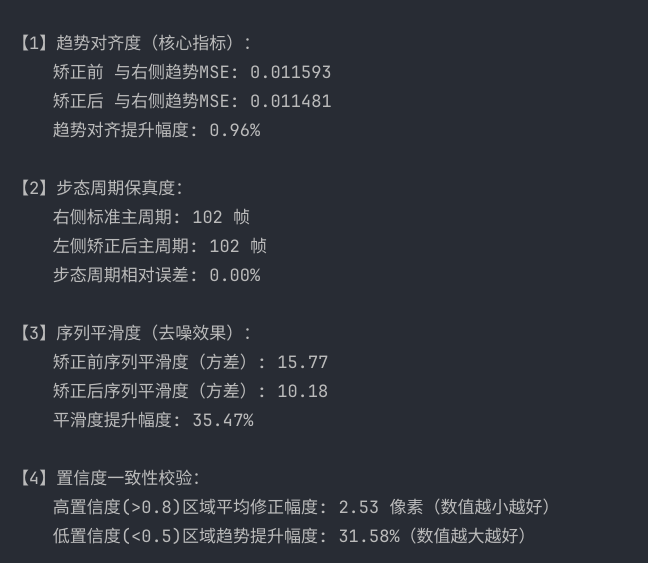 【1】趋势对齐度（核心指标）：
矫正前 与右侧趋势MSE: 0.011593
矫正后 与右侧趋势MSE: 0.011481
趋势对齐提升幅度: 0.96%
【2】步态周期保真度：
右侧标准主周期: 102 帧
左侧矫正后主周期: 102 帧
步态周期相对误差: 0.00%
【3】序列平滑度（去噪效果）：
矫正前序列平滑度（方差）: 15.77
矫正后序列平滑度（方差）: 10.18
平滑度提升幅度: 35.47%
【4】置信度一致性校验：
高置信度(>0.8)区域平均修正幅度: 2.53 像素（数值越小越好）
低置信度(<0.5)区域趋势提升幅度: 31.58%（数值越大越好）